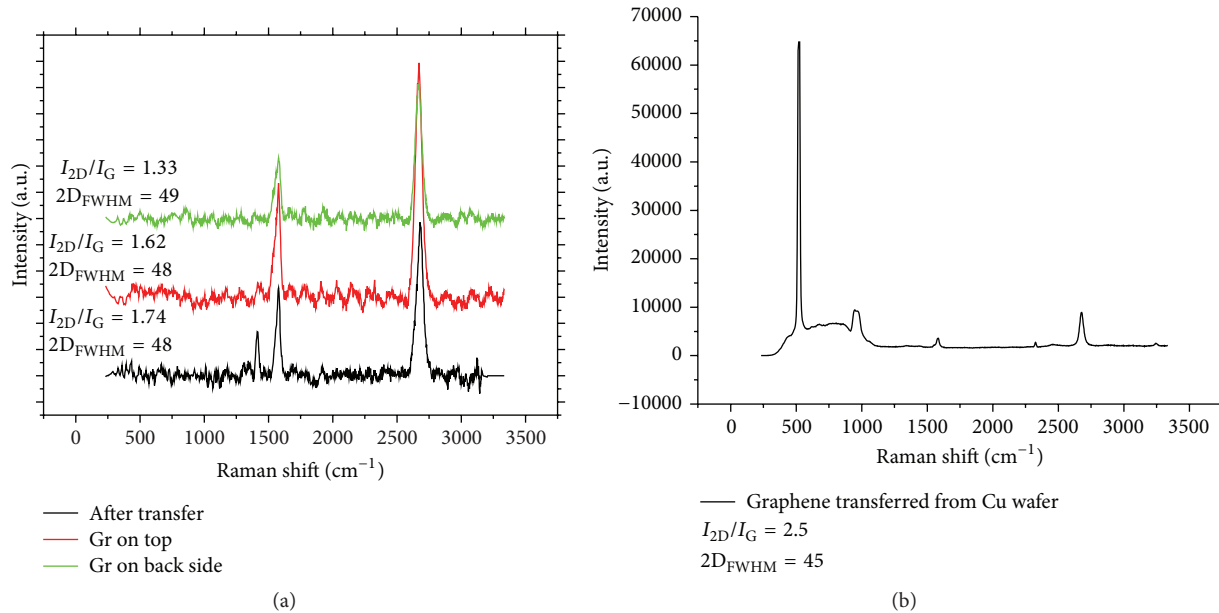 Intensity (a.u.)
I2D/IG = 1.33
2DFWHM = 49
I2D/IG = 1.62
2DFWHM = 48
I2D/IG = 1.74
2DFWHM = 48
0 500 1000 1500 2000 2500 3000 3500
Raman shift (cm−1)
After transfer
Gr on top
Gr on back side
(a)
Intensity (a.u.)
70000
60000
50000
40000
30000
20000
10000
0
−10000
0 500 1000 1500 2000 2500 3000 3500
Raman shift (cm−1)
Graphene transferred from Cu wafer
I2D/IG = 2.5
2DFWHM = 45
(b)